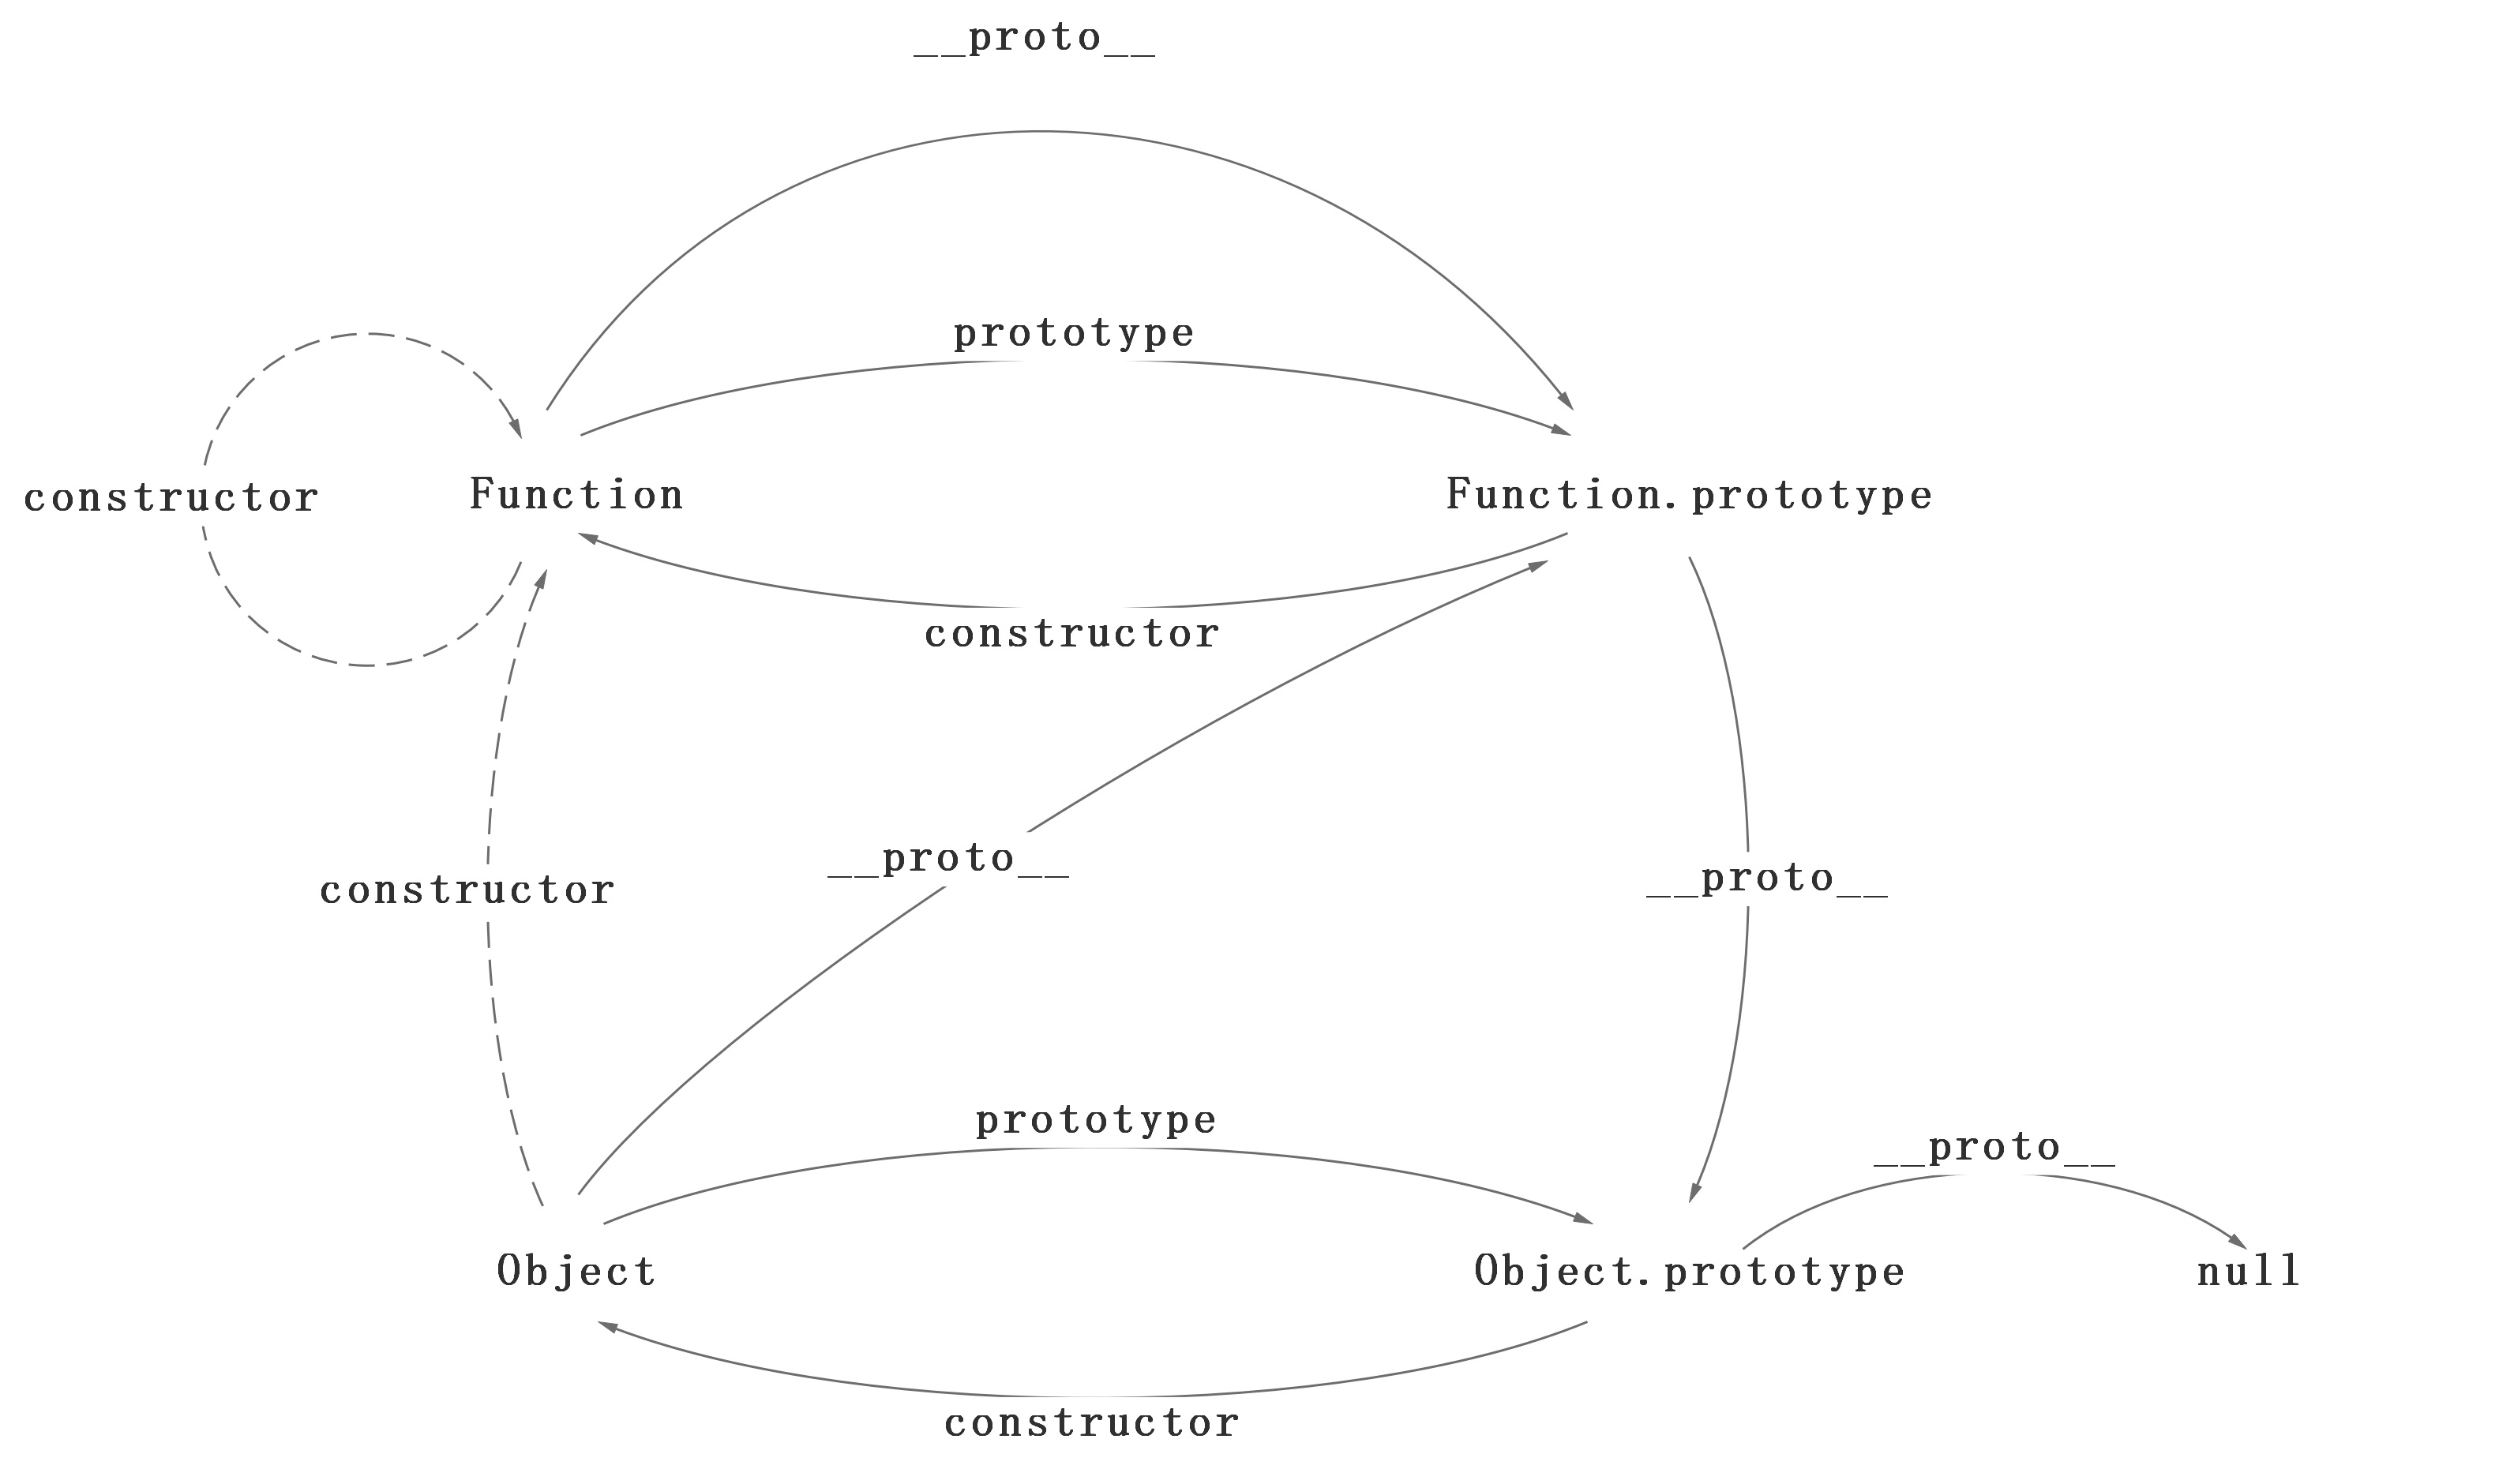 __proto__
prototype
constructor
Function
Function.prototype
constructor
__proto__
__proto__
constructor
prototype
__proto__
Object
Object.prototype
null
constructor